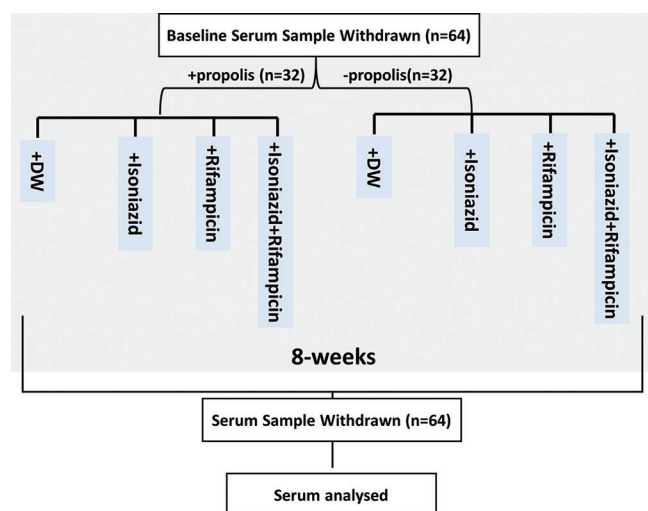 Baseline Serum Sample Withdrawn (n=64)
+propolis (n=32)
-propolis(n=32)
+DW
+Isoniazid
+Rifampicin
+Isoniazid+Rifampicin
+DW
+Isoniazid
+Rifampicin
+Isoniazid+Rifampicin
8-weeks
Serum Sample Withdrawn (n=64)
Serum analysed